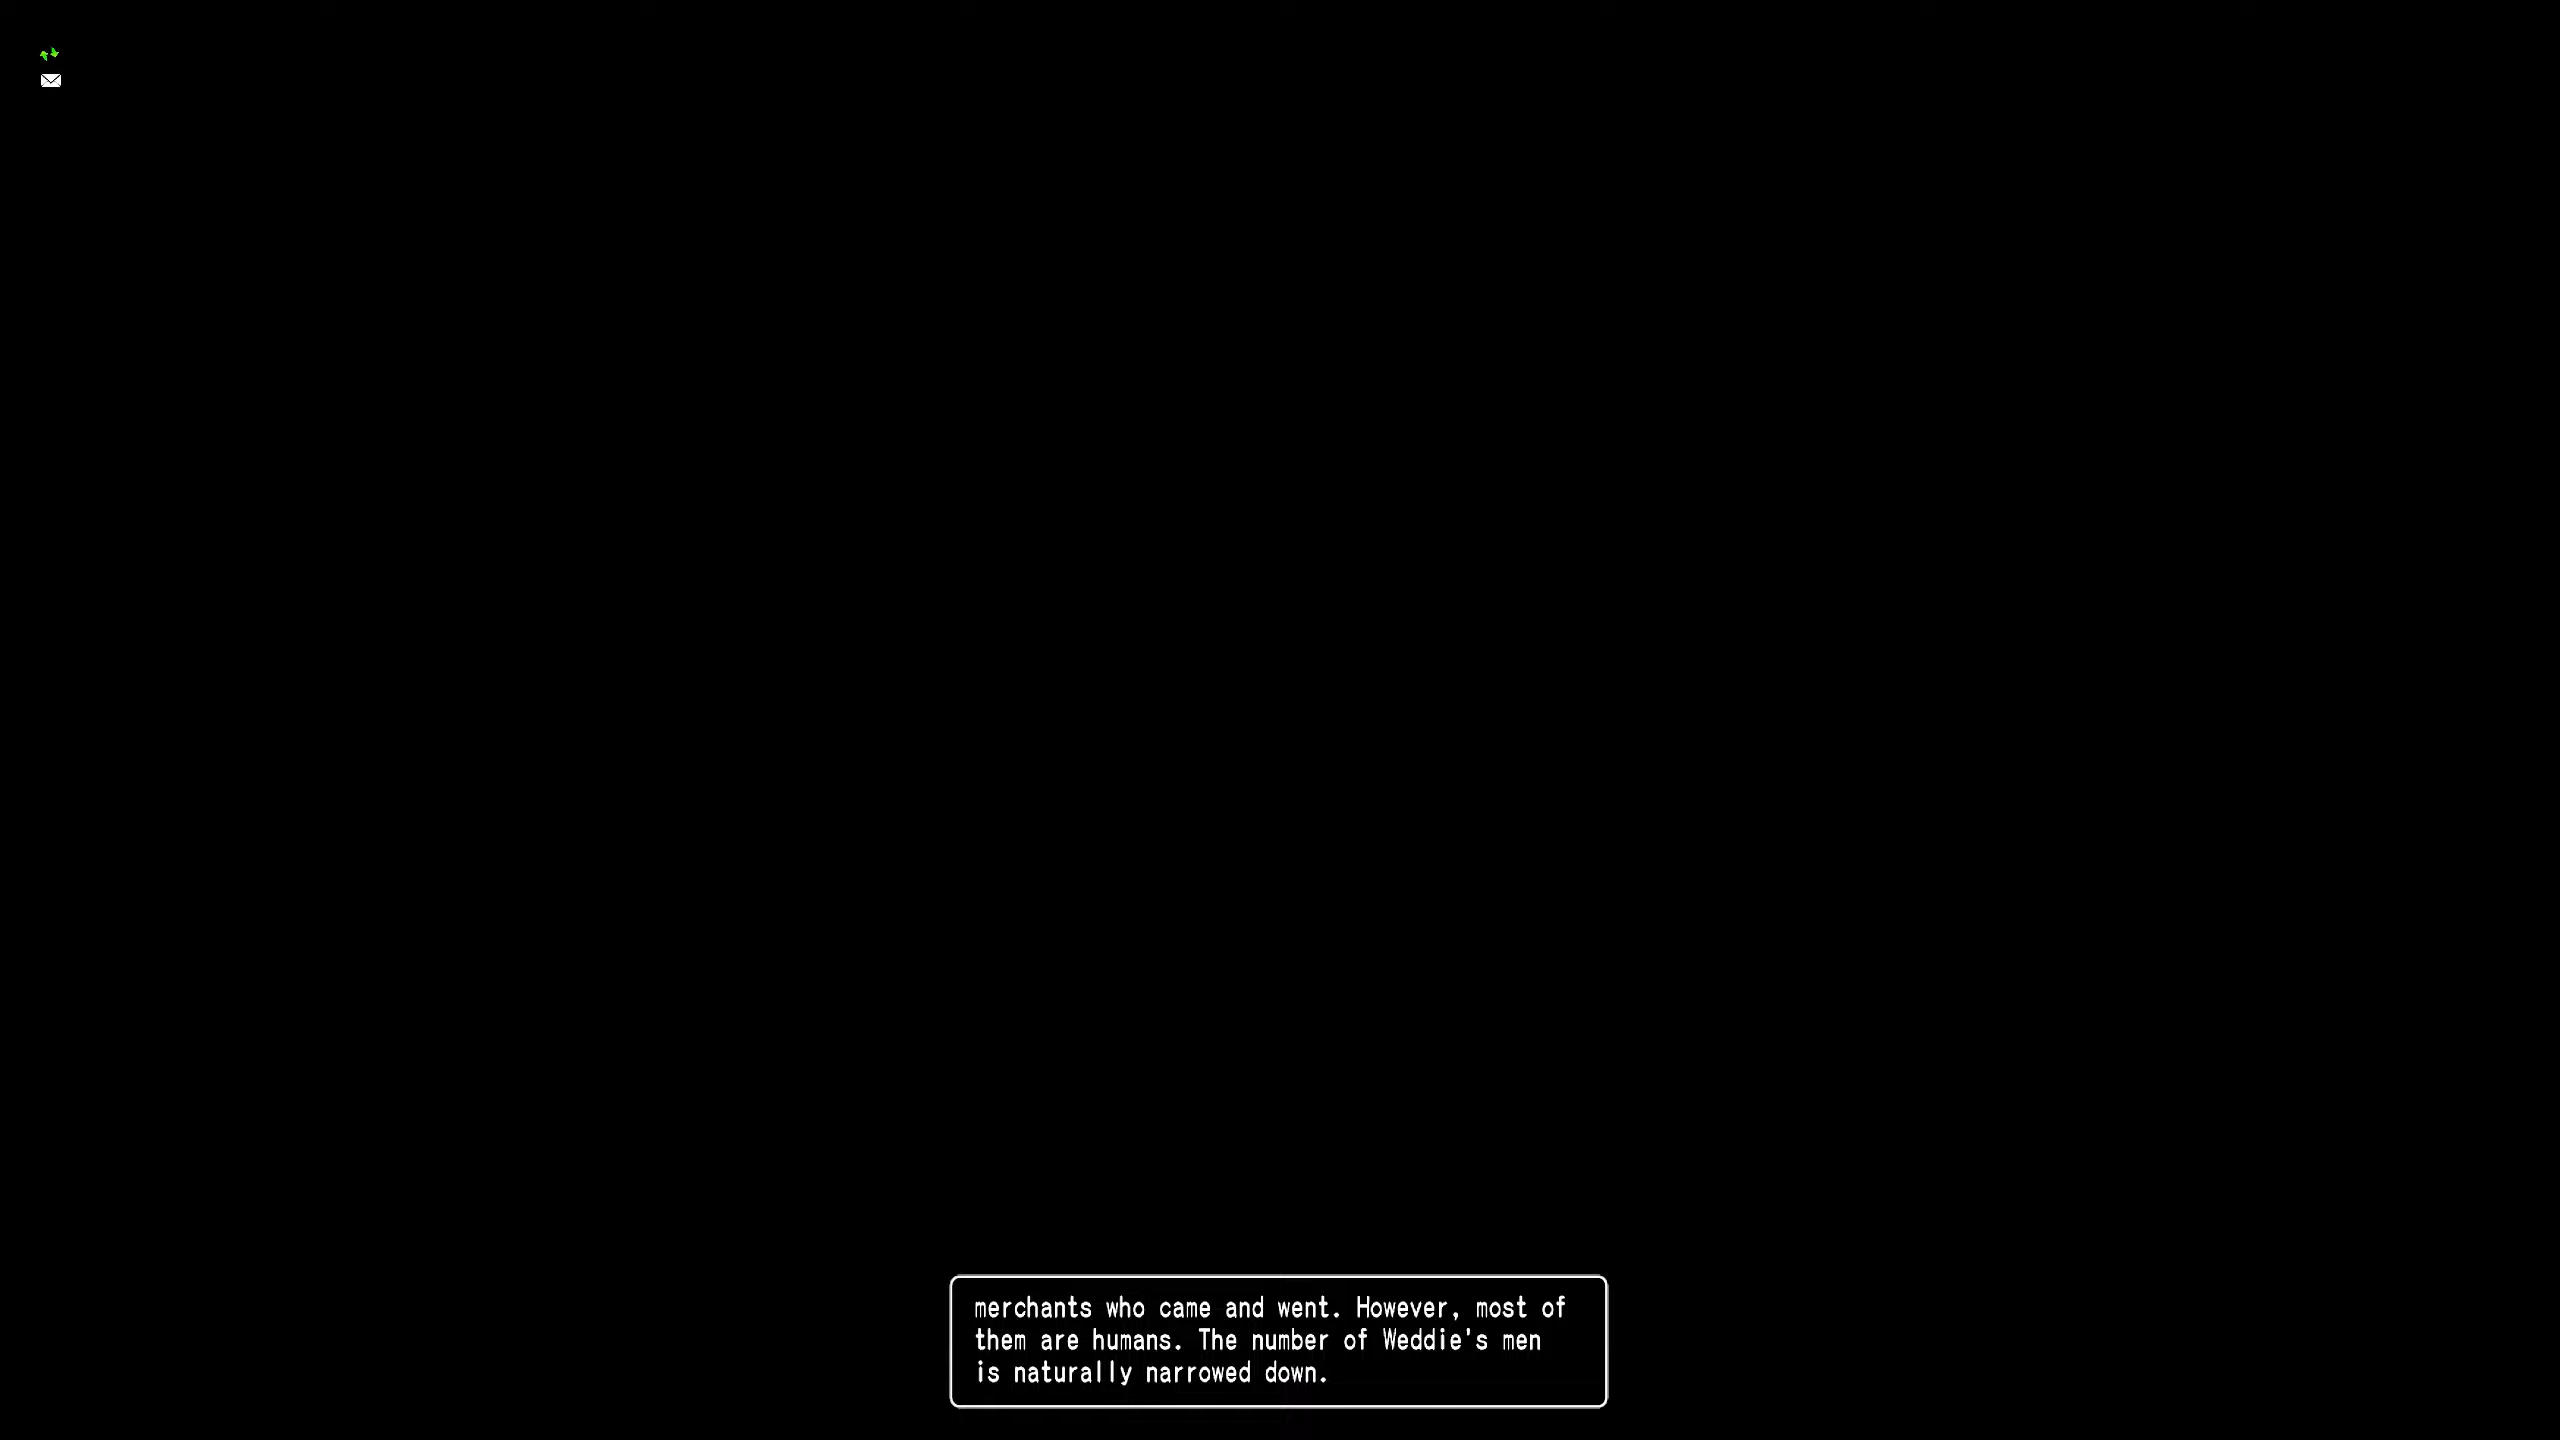 merchants who came and went. However, most of
them are humans. The number of Weddie's men
is naturally narrowed down.